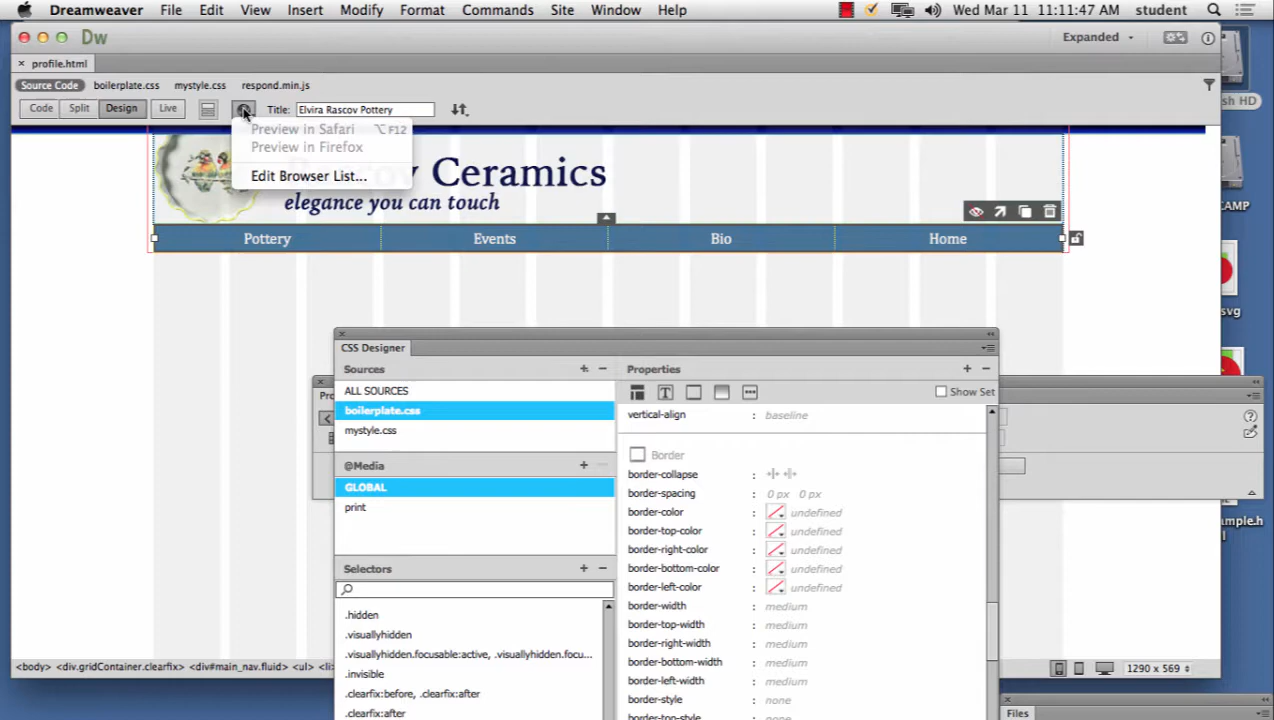 Dreamweaver File Edit View Insert Modify Format Commands Site Window Help Wed Mar 11 11:11:47 AM student
Dw Expanded
profile.html
Source Code boilerplate.css mystyle.css respond.min.js
Code Split Design Live Title: Elvira Rascov Pottery
Preview in Safari ⌥F12
Preview in Firefox
Edit Browser List...
Ceramics
elegance you can touch
Pottery Events Bio Home
CSS Designer
Sources
ALL SOURCES
boilerplate.css
mystyle.css
@Media
GLOBAL
print
Selectors
.hidden
.visuallyhidden
.visuallyhidden.focusable:active, .visuallyhidden.focu...
.invisible
.clearfix:before, .clearfix:after
.clearfix:after
Properties
Show Set
vertical-align : baseline
Border
border-collapse :
border-spacing : 0 px 0 px
border-color : undefined
border-top-color : undefined
border-right-color : undefined
border-bottom-color : undefined
border-left-color : undefined
border-width : medium
border-top-width : medium
border-right-width : medium
border-bottom-width : medium
border-left-width : medium
border-style : none
border-top-style : none
<body> <div.gridContainer.clearfix> <div#main_nav.fluid> <ul> <li>
1290 x 569
Files